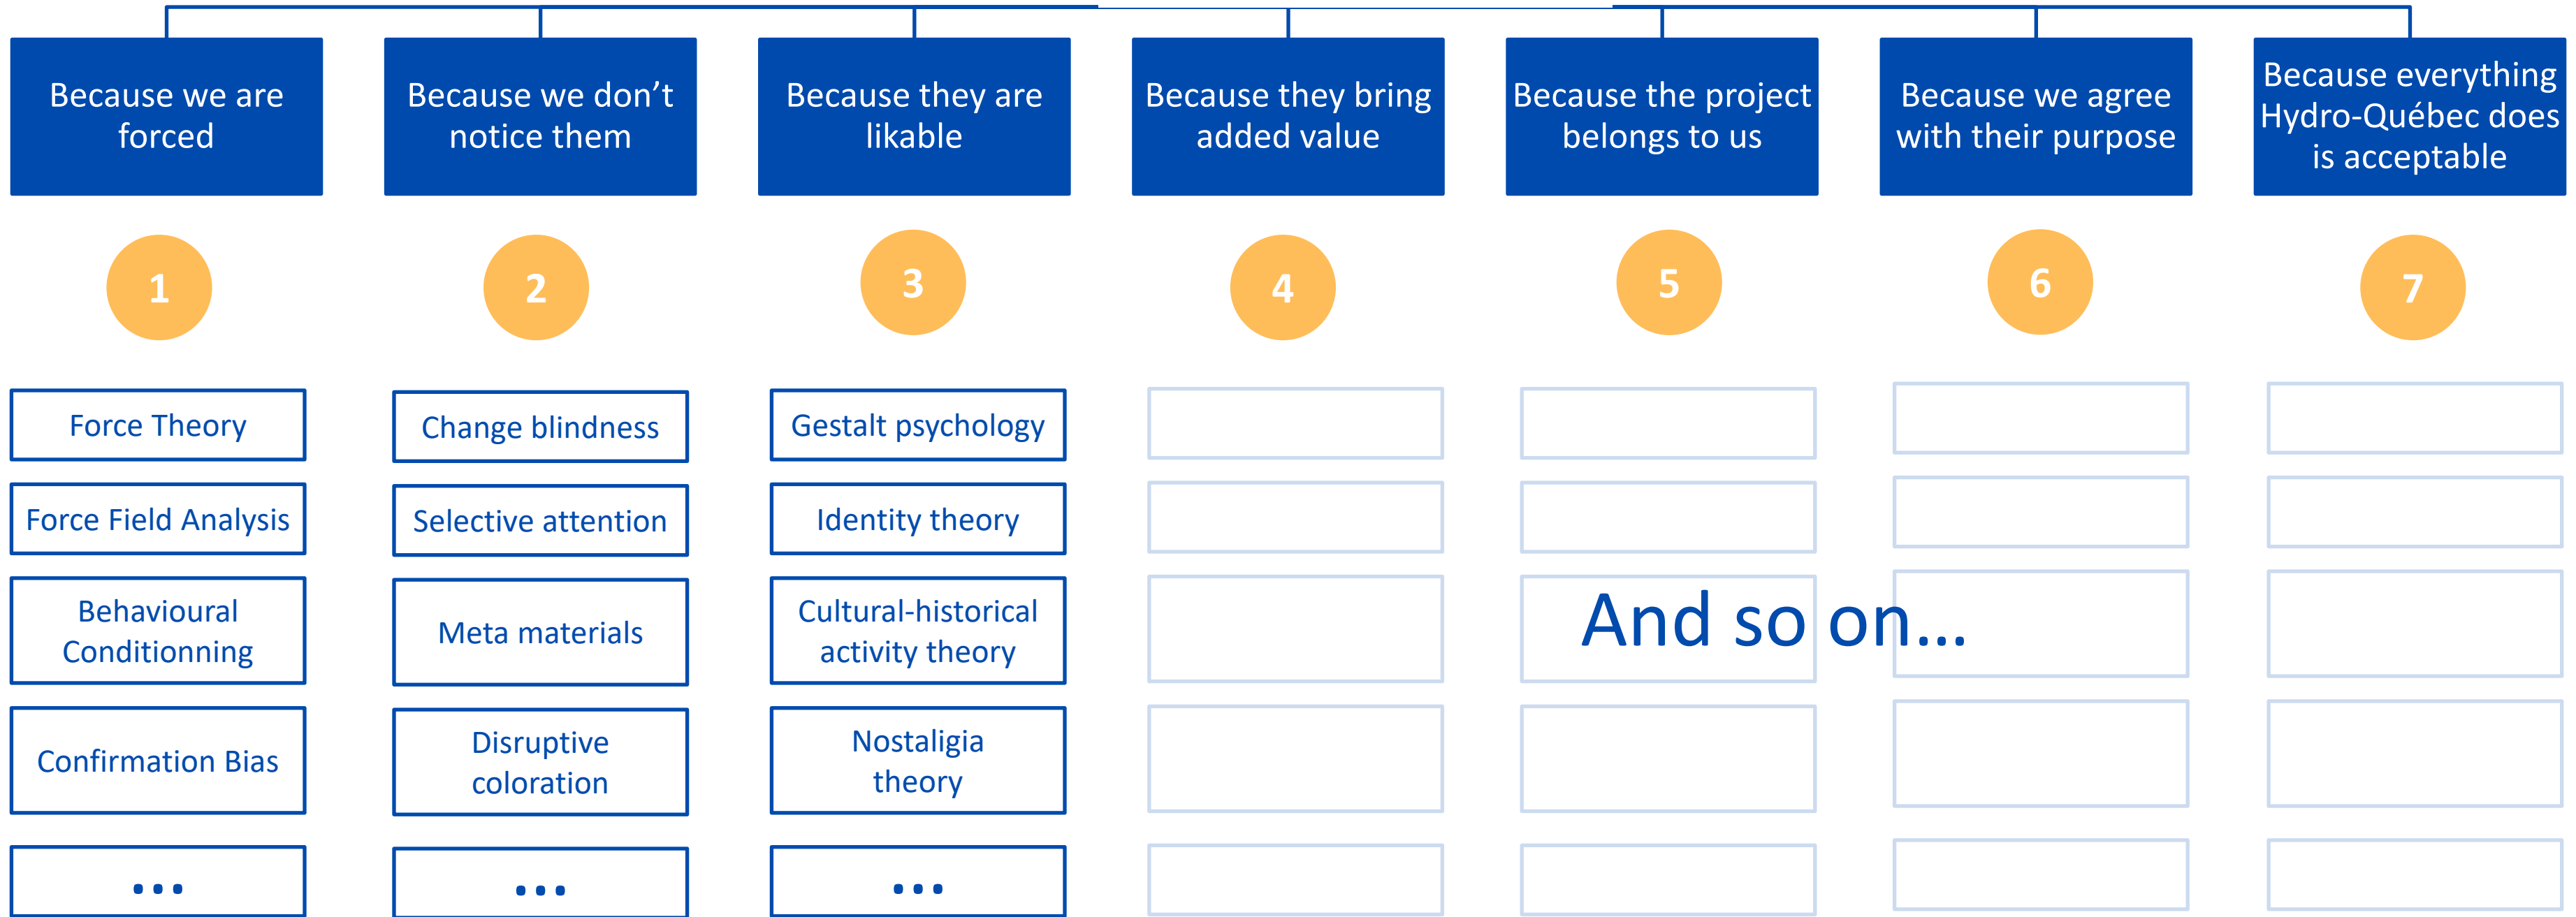 Because we are
forced
Because we don’t
notice them
Because they are
likable
Because they bring
added value
Because the project
belongs to us
Because we agree
with their purpose
Because everything
Hydro-Québec does
is acceptable
1
2
3
4
5
6
7
Force Theory
Force Field Analysis
Behavioural
Conditionning
Confirmation Bias
...
Change blindness
Selective attention
Meta materials
Disruptive
coloration
...
Gestalt psychology
Identity theory
Cultural-historical
activity theory
Nostaligia
theory
...
And so on...